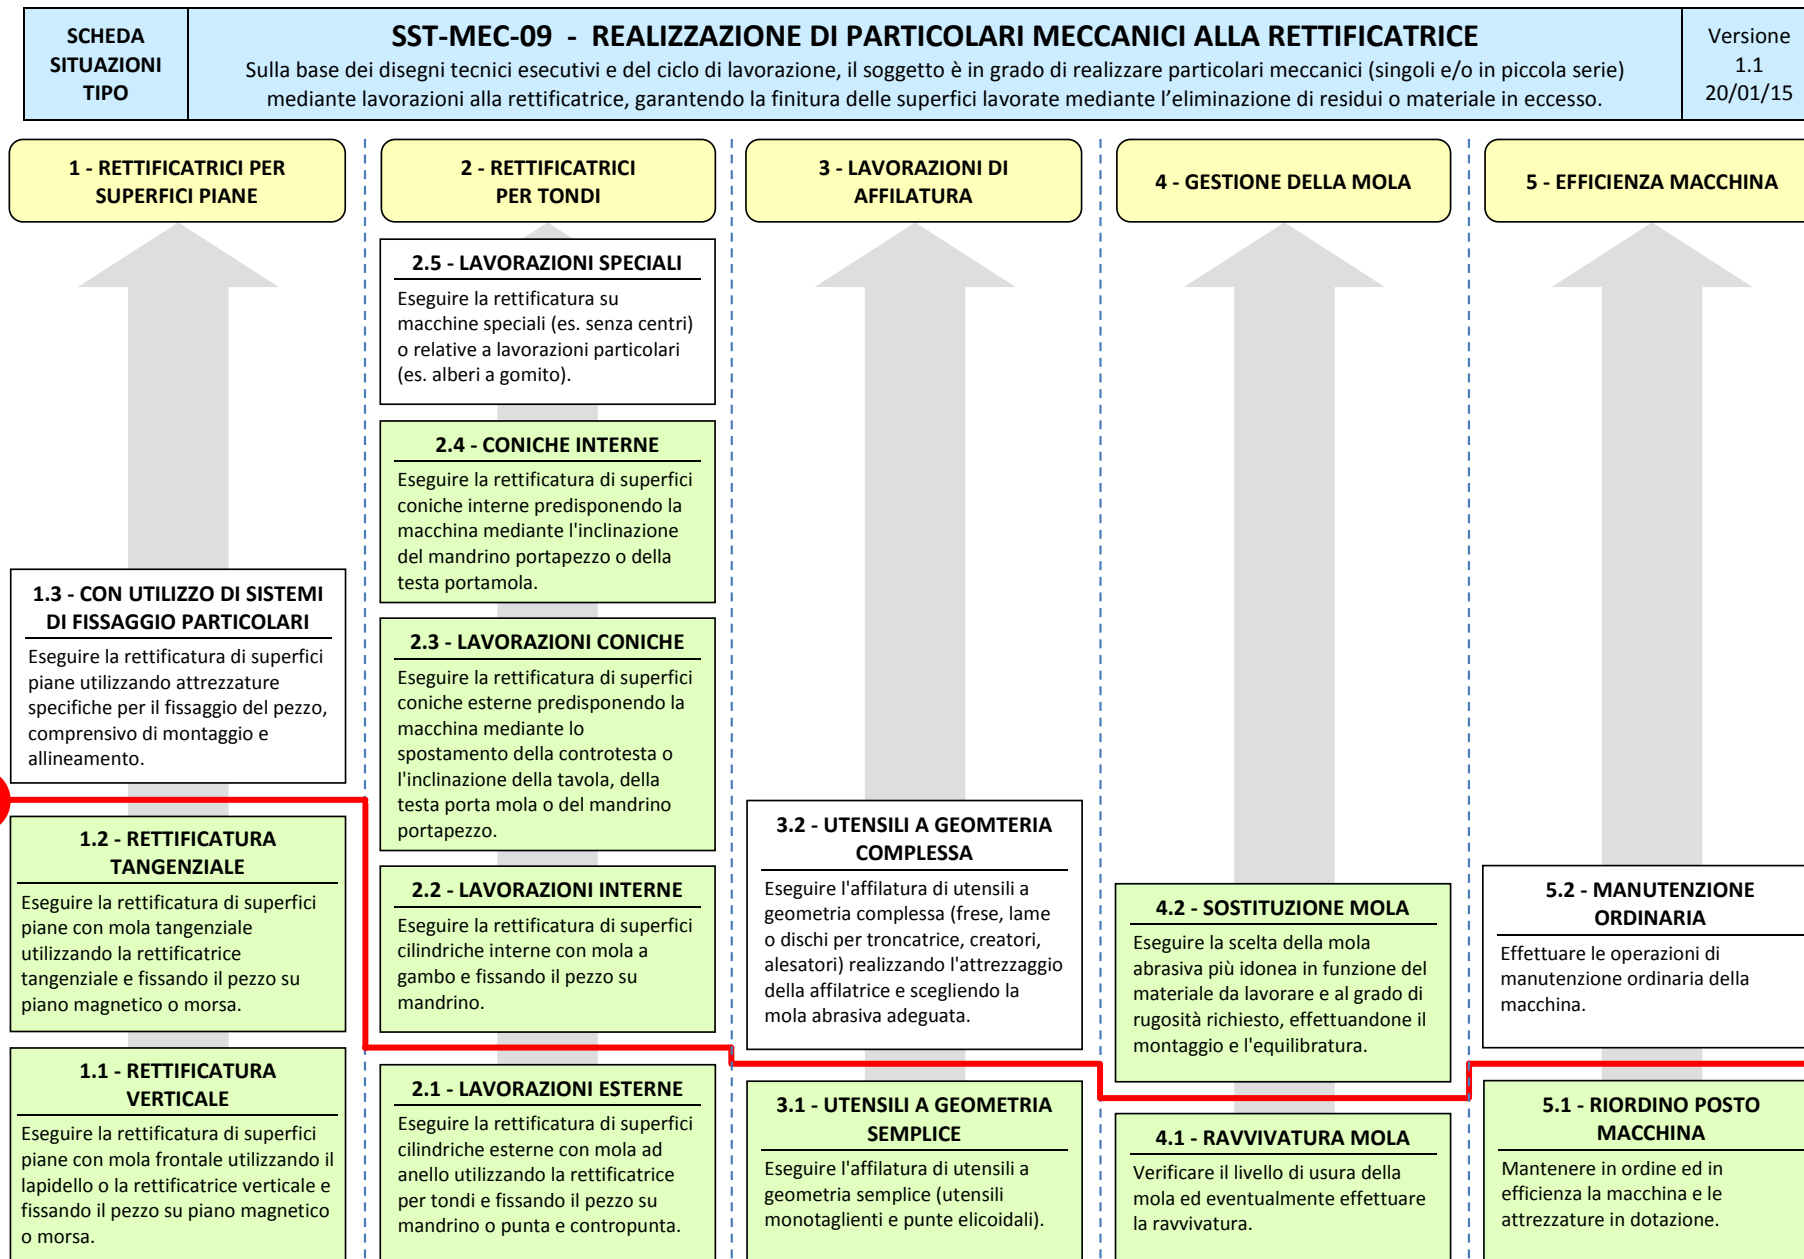 SCHEDA
SITUAZIONI
TIPO
SST-MEC-09 - REALIZZAZIONE DI PARTICOLARI MECCANICI ALLA RETTIFICATRICE
Sulla base dei disegni tecnici esecutivi e del ciclo di lavorazione, il soggetto è in grado di realizzare particolari meccanici (singoli e/o in piccola serie)
mediante lavorazioni alla rettificatrice, garantendo la finitura delle superfici lavorate mediante l’eliminazione di residui o materiale in eccesso.
Versione
1.1
20/01/15
1 - RETTIFICATRICI PER
SUPERFICI PIANE
1.3 - CON UTILIZZO DI SISTEMI
DI FISSAGGIO PARTICOLARI
Eseguire la rettificatura di superfici
piane utilizzando attrezzature
specifiche per il fissaggio del pezzo,
comprensivo di montaggio e
allineamento.
1.2 - RETTIFICATURA
TANGENZIALE
Eseguire la rettificatura di superfici
piane con mola tangenziale
utilizzando la rettificatrice
tangenziale e fissando il pezzo su
piano magnetico o morsa.
1.1 - RETTIFICATURA
VERTICALE
Eseguire la rettificatura di superfici
piane con mola frontale utilizzando il
lapidello o la rettificatrice verticale e
fissando il pezzo su piano magnetico
o morsa.
2 - RETTIFICATRICI
PER TONDI
2.5 - LAVORAZIONI SPECIALI
Eseguire la rettificatura su
macchine speciali (es. senza centri)
o relative a lavorazioni particolari
(es. alberi a gomito).
2.4 - CONICHE INTERNE
Eseguire la rettificatura di superfici
coniche interne predisponendo la
macchina mediante l'inclinazione
del mandrino portapezzo o della
testa portamola.
2.3 - LAVORAZIONI CONICHE
Eseguire la rettificatura di superfici
coniche esterne predisponendo la
macchina mediante lo
spostamento della controtesta o
l'inclinazione della tavola, della
testa porta mola o del mandrino
portapezzo.
2.2 - LAVORAZIONI INTERNE
Eseguire la rettificatura di superfici
cilindriche interne con mola a
gambo e fissando il pezzo su
mandrino.
2.1 - LAVORAZIONI ESTERNE
Eseguire la rettificatura di superfici
cilindriche esterne con mola ad
anello utilizzando la rettificatrice
per tondi e fissando il pezzo su
mandrino o punta e contropunta.
3 - LAVORAZIONI DI
AFFILATURA
3.2 - UTENSILI A GEOMTERIA
COMPLESSA
Eseguire l'affilatura di utensili a
geometria complessa (frese, lame
o dischi per troncatrice, creatori,
alesatori) realizzando l'attrezzaggio
della affilatrice e scegliendo la
mola abrasiva adeguata.
3.1 - UTENSILI A GEOMETRIA
SEMPLICE
Eseguire l'affilatura di utensili a
geometria semplice (utensili
monotaglienti e punte elicoidali).
4 - GESTIONE DELLA MOLA
4.2 - SOSTITUZIONE MOLA
Eseguire la scelta della mola
abrasiva più idonea in funzione del
materiale da lavorare e al grado di
rugosità richiesto, effettuandone il
montaggio e l'equilibratura.
4.1 - RAVVIVATURA MOLA
Verificare il livello di usura della
mola ed eventualmente effettuare
la ravvivatura.
5 - EFFICIENZA MACCHINA
5.2 - MANUTENZIONE
ORDINARIA
Effettuare le operazioni di
manutenzione ordinaria della
macchina.
5.1 - RIORDINO POSTO
MACCHINA
Mantenere in ordine ed in
efficienza la macchina e le
attrezzature in dotazione.